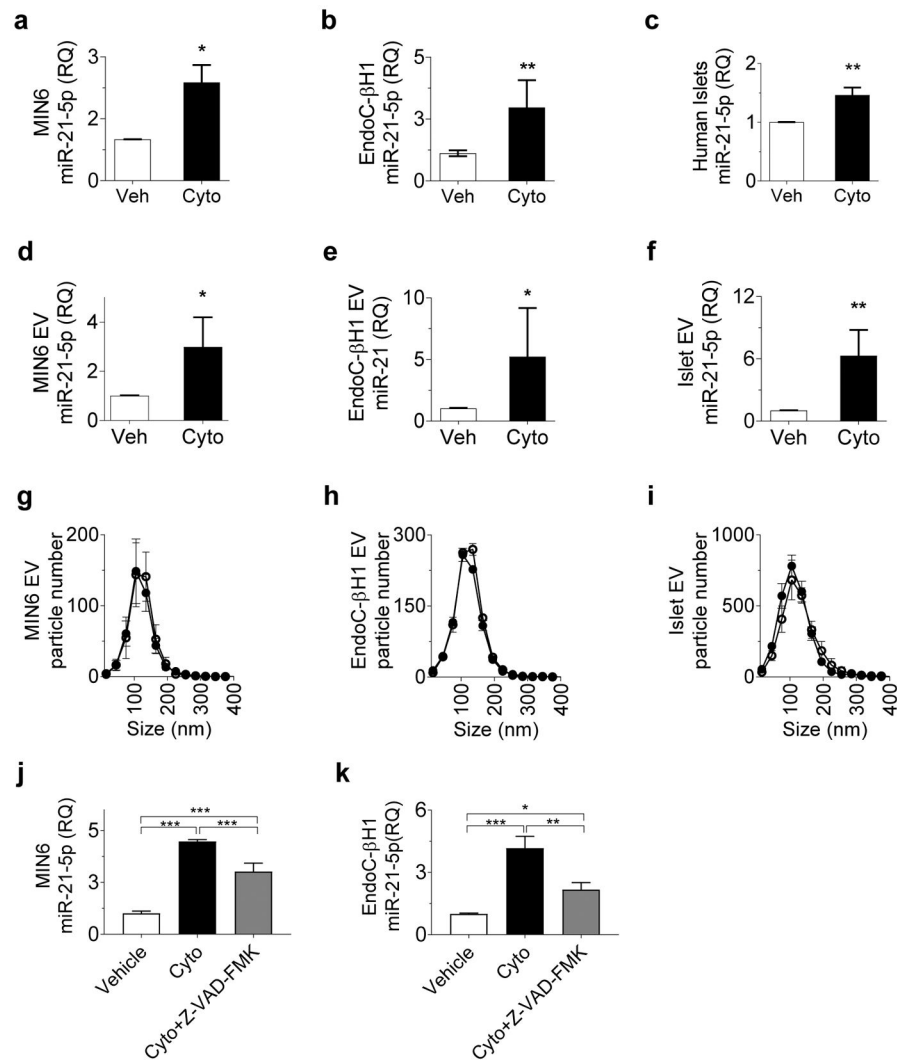 a
MIN6
miR-21-5p (RQ)
3
2
0
*
Veh
Cyto
b
EndoC-βH1
miR-21-5p (RQ)
5
3
0
**
Veh
Cyto
c
Human Islets
miR-21-5p (RQ)
2
1
0
**
Veh
Cyto
d
MIN6 EV
miR-21-5p (RQ)
4
2
0
*
Veh
Cyto
e
EndoC-βH1 EV
miR-21 (RQ)
10
5
0
*
Veh
Cyto
f
Islet EV
miR-21-5p (RQ)
12
6
0
**
Veh
Cyto
g
MIN6 EV
particle number
200
100
0
100
200
300
400
Size (nm)
h
EndoC-βH1 EV
particle number
300
150
0
100
200
300
400
Size (nm)
i
Islet EV
particle number
1000
500
0
100
200
300
400
Size (nm)
j
MIN6
miR-21-5p (RQ)
5
3
0
***
***
***
Vehicle
Cyto
Cyto+Z-VAD-FMK
k
EndoC-βH1
miR-21-5p(RQ)
6
3
0
*
***
**
Vehicle
Cyto
Cyto+Z-VAD-FMK